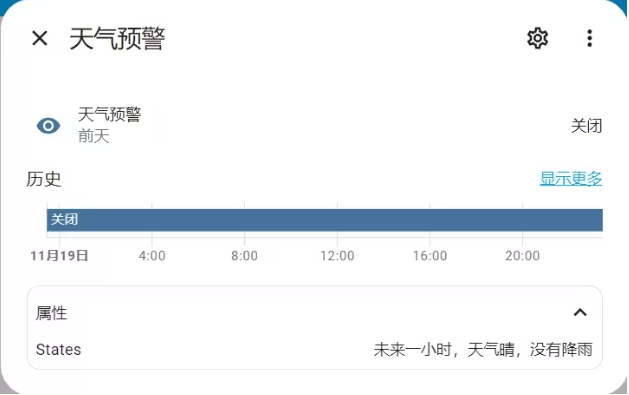 天气预警
天气预警
前天
关闭
历史
显示更多
关闭
11月19日 4:00 8:00 12:00 16:00 20:00
属性
States 未来一小时，天气晴，没有降雨